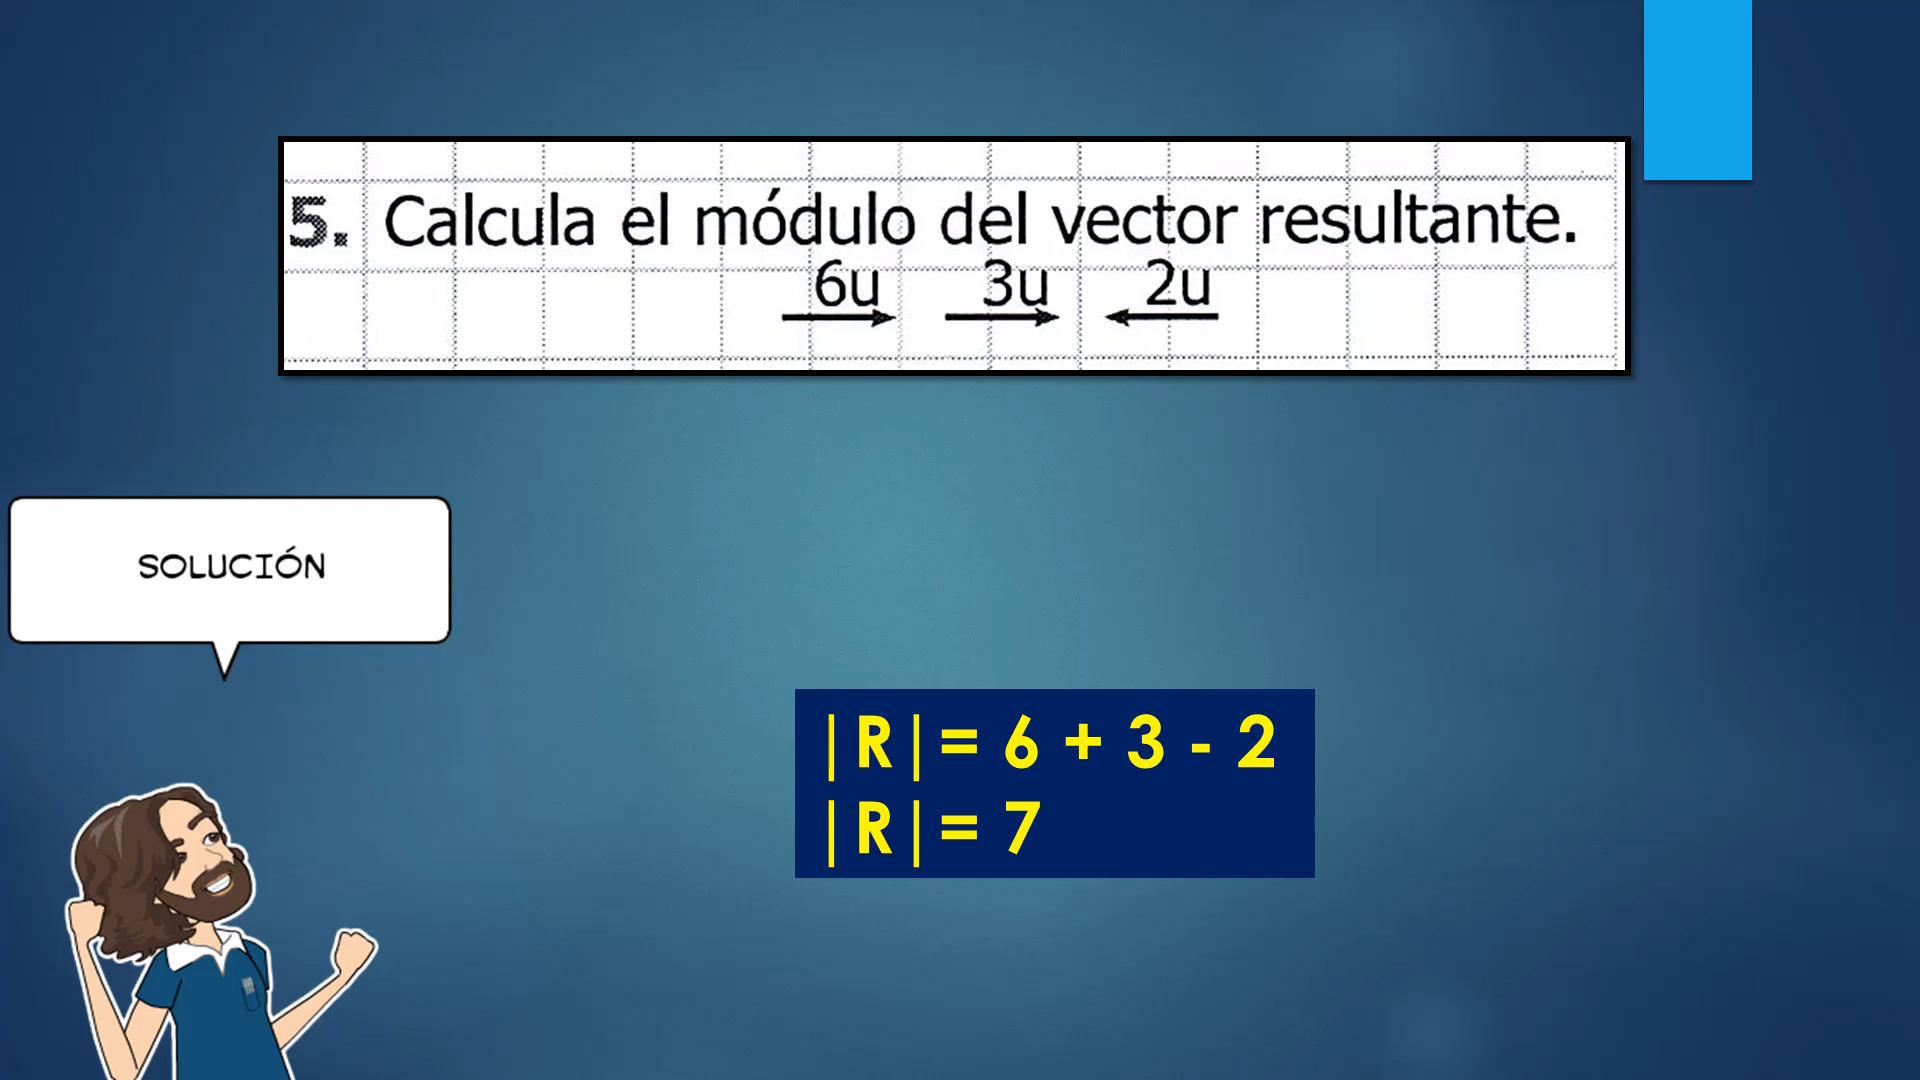 5. Calcula el módulo del vector resultante.
6u 3u 2u
SOLUCIÓN
|R|= 6 + 3 - 2
|R|= 7